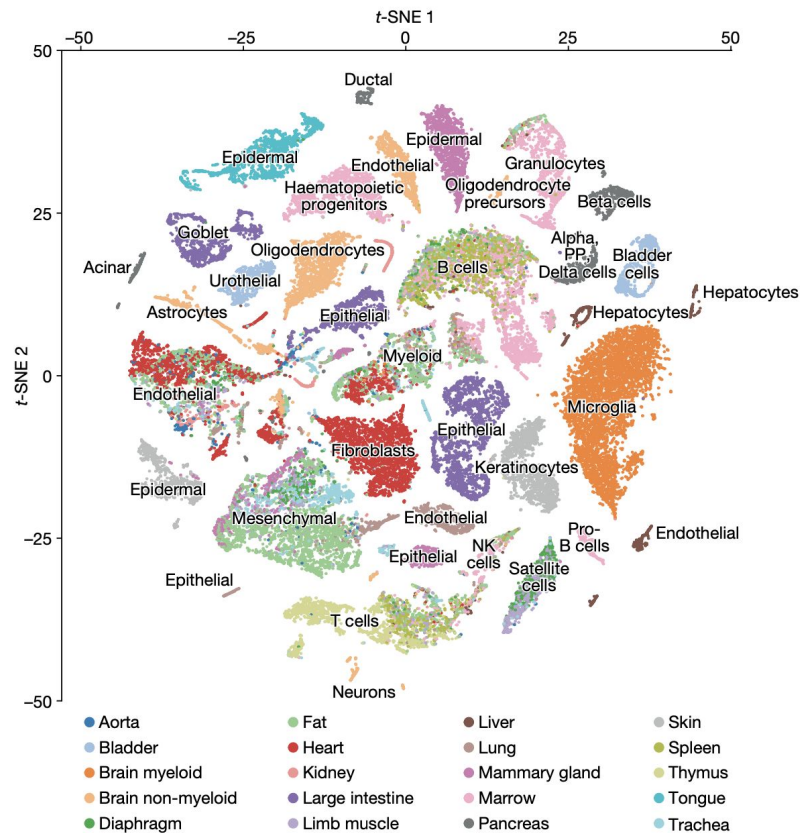 t-SNE 1
−50 −25 0 25 50
50
Ductal
Epidermal
Epidermal
Endothelial
Granulocytes
Haematopoietic
progenitors
Oligodendrocyte
precursors
Beta cells
25
Goblet
Oligodendrocytes
Alpha,
PP,
Delta cells
Bladder
cells
Acinar
B cells
Urothelial
Hepatocytes
Astrocytes
Epithelial
Hepatocytes
t-SNE 2
0
Myeloid
Endothelial
Microglia
Epithelial
Fibroblasts
Keratinocytes
Epidermal
Mesenchymal
Endothelial
−25
Pro-
B cells
Endothelial
NK
cells
Epithelial
Satellite
cells
Epithelial
T cells
Neurons
−50
Aorta Fat Liver Skin
Bladder Heart Lung Spleen
Brain myeloid Kidney Mammary gland Thymus
Brain non-myeloid Large intestine Marrow Tongue
Diaphragm Limb muscle Pancreas Trachea